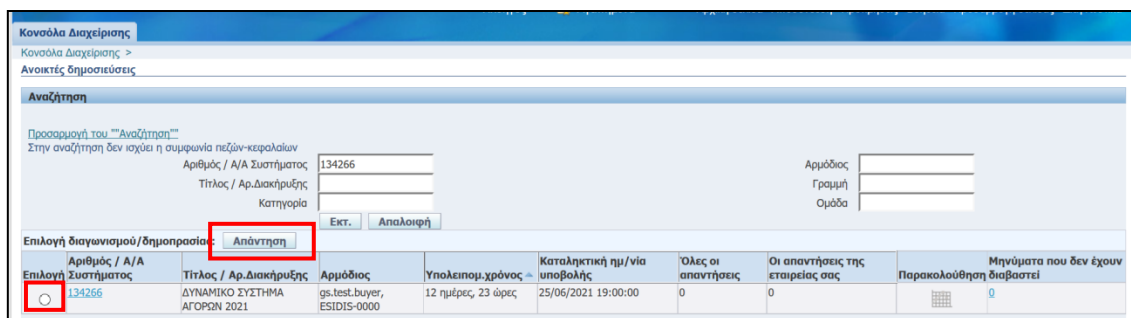 Κονσόλα Διαχείρισης
Κονσόλα Διαχείρισης >
Ανοικτές δημοσιεύσεις
Αναζήτηση
Προσαρμογή του ""Αναζήτηση""
Στην αναζήτηση δεν ισχύει η συμφωνία πεζών-κεφαλαίων
Αριθμός / Α/Α Συστήματος 134266 Αρμόδιος
Τίτλος / Αρ.Διακήρυξης Γραμμή
Κατηγορία Ομάδα
Εκτ. Απαλοιφή
Επιλογή διαγωνισμού/δημοπρασίας: Απάντηση
Αριθμός / Α/Α Καταληκτική ημ/νία Όλες οι Οι απαντήσεις της Μηνύματα που δεν έχουν
Επιλογή Συστήματος Τίτλος / Αρ.Διακήρυξης Αρμόδιος Υπολειπομ.χρόνος υποβολής απαντήσεις εταιρείας σας Παρακολούθηση διαβαστεί
134266 ΔΥΝΑΜΙΚΟ ΣΥΣΤΗΜΑ gs.test.buyer, 12 ημέρες, 23 ώρες 25/06/2021 19:00:00 0 0 0
ΑΓΟΡΩΝ 2021 ESIDIS-0000